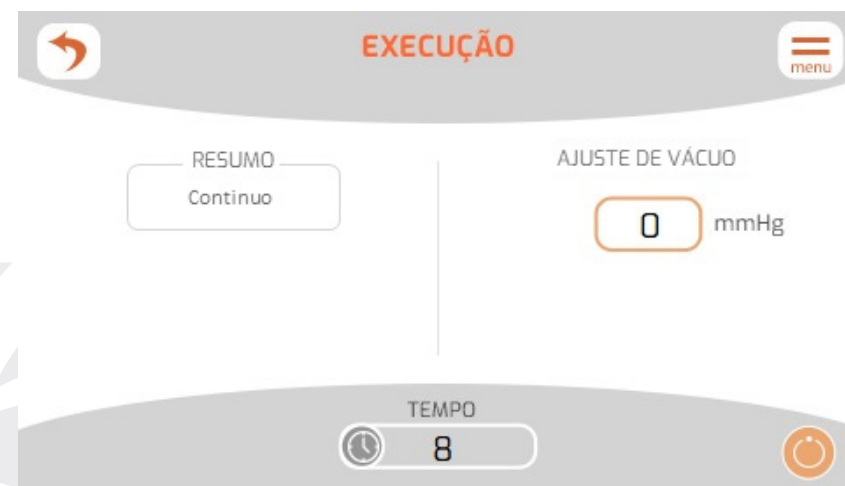 EXECUÇÃO
menu
RESUMO
Continuo
AJUSTE DE VÁCUO
0 mmHg
TEMPO
8